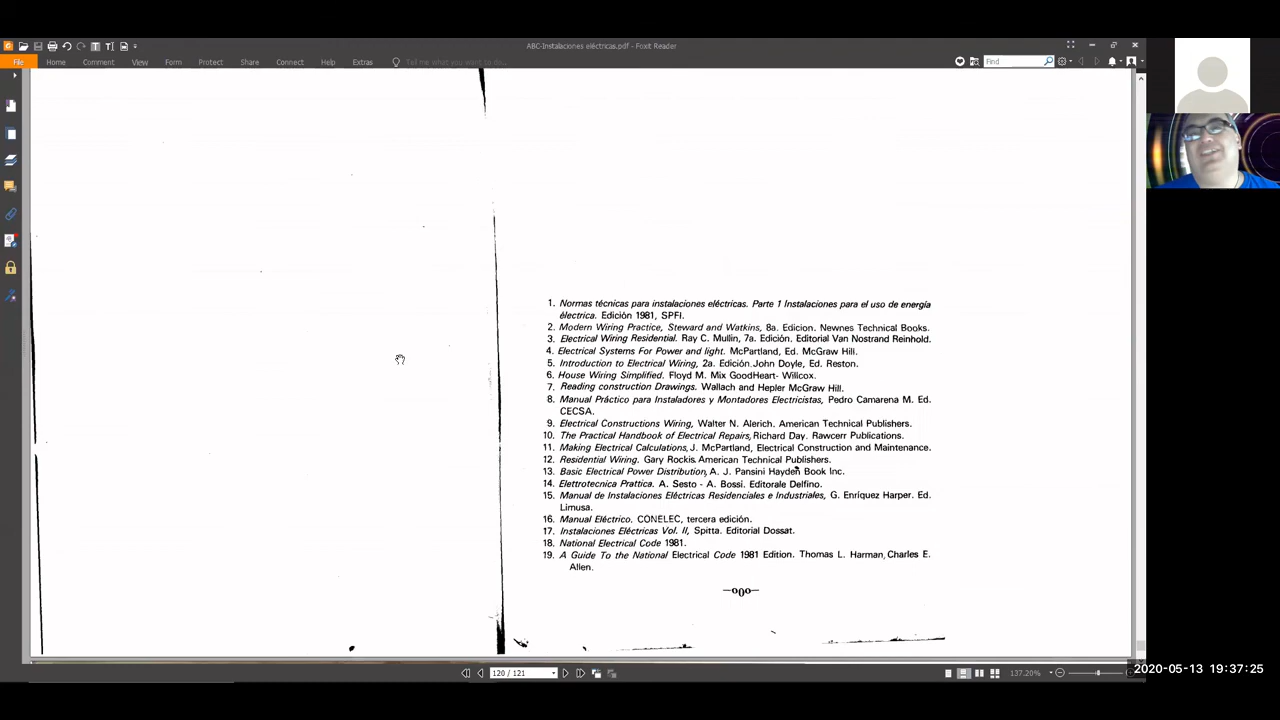 ABC-Instalaciones eléctricas.pdf - Foxit Reader
File Home Comment View Form Protect Share Connect Help Extras Tell me what you want to do... Find
1. Normas técnicas para instalaciones eléctricas. Parte 1 Instalaciones para el uso de energía
électrica. Edición 1981, SPFI.
2. Modern Wiring Practice, Steward and Watkins, 8a. Edicion. Newnes Technical Books.
3. Electrical Wiring Residential. Ray C. Mullin, 7a. Edición. Editorial Van Nostrand Reinhold.
4. Electrical Systems For Power and light. McPartland, Ed. McGraw Hill.
5. Introduction to Electrical Wiring, 2a. Edición.John Doyle, Ed. Reston.
6. House Wiring Simplified. Floyd M. Mix GoodHeart- Willcox.
7. Reading construction Drawings. Wallach and Hepler McGraw Hill.
8. Manual Práctico para Instaladores y Montadores Electricistas, Pedro Camarena M. Ed.
CECSA.
9. Electrical Constructions Wiring, Walter N. Alerich. American Technical Publishers.
10. The Practical Handbook of Electrical Repairs, Richard Day. Rawcerr Publications.
11. Making Electrical Calculations, J. McPartland, Electrical Construction and Maintenance.
12. Residential Wiring. Gary Rockis. American Technical Publishers.
13. Basic Electrical Power Distribution, A. J. Pansini Hayden Book Inc.
14. Elettrotecnica Prattica. A. Sesto - A. Bossi. Editorale Delfino.
15. Manual de Instalaciones Eléctricas Residenciales e Industriales, G. Enríquez Harper. Ed.
Limusa.
16. Manual Eléctrico. CONELEC, tercera edición.
17. Instalaciones Eléctricas Vol. II, Spitta. Editorial Dossat.
18. National Electrical Code 1981.
19. A Guide To the National Electrical Code 1981 Edition. Thomas L. Harman, Charles E.
Allen.
—o0o—
120 / 121
137.20%
2020-05-13 19:37:25